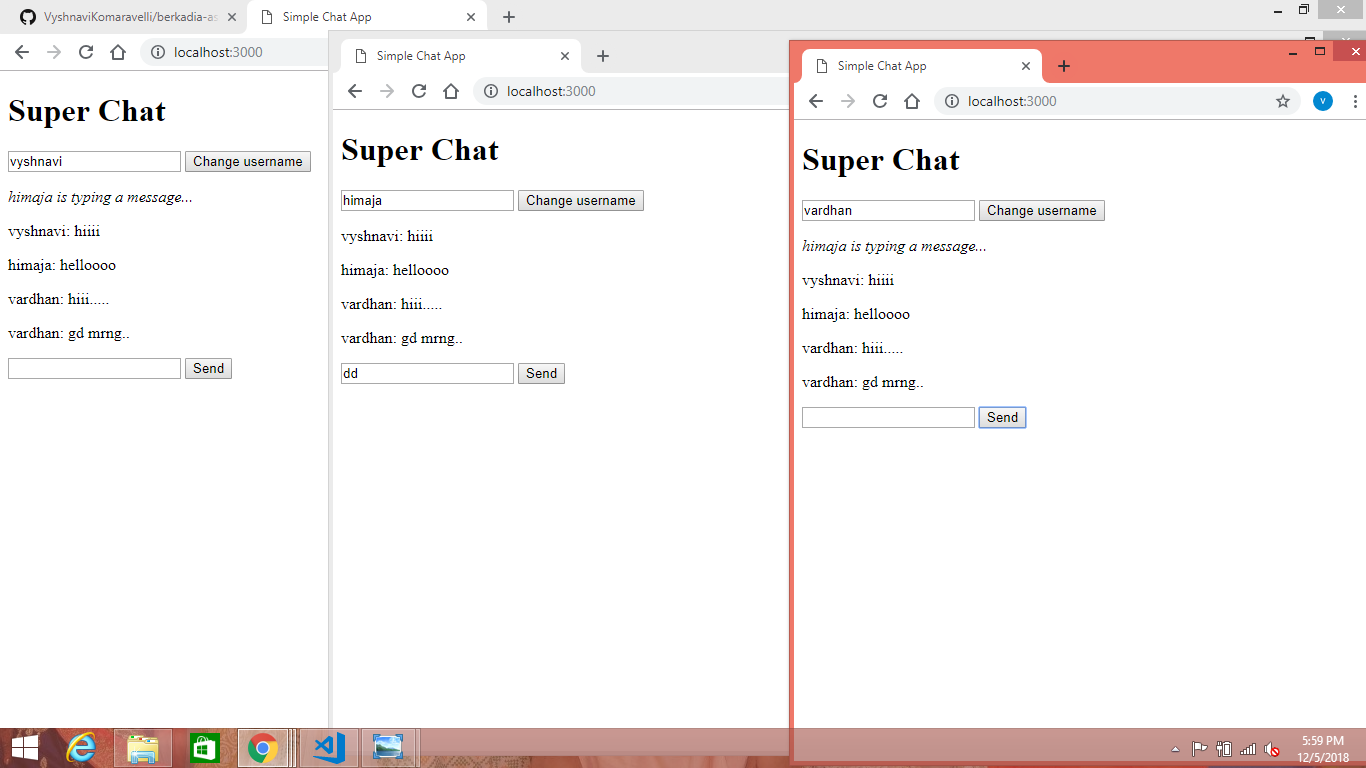 VyshnaviKomaravelli/berkadia-as
Simple Chat App
localhost:3000
Super Chat
vyshnavi
Change username
himaja is typing a message...
vyshnavi: hiiii
himaja: helloooo
vardhan: hiii.....
vardhan: gd mrng..
Send
Simple Chat App
localhost:3000
Super Chat
himaja
Change username
vyshnavi: hiiii
himaja: helloooo
vardhan: hiii.....
vardhan: gd mrng..
dd
Send
Simple Chat App
localhost:3000
v
Super Chat
vardhan
Change username
himaja is typing a message...
vyshnavi: hiiii
himaja: helloooo
vardhan: hiii.....
vardhan: gd mrng..
Send
5:59 PM
12/5/2018